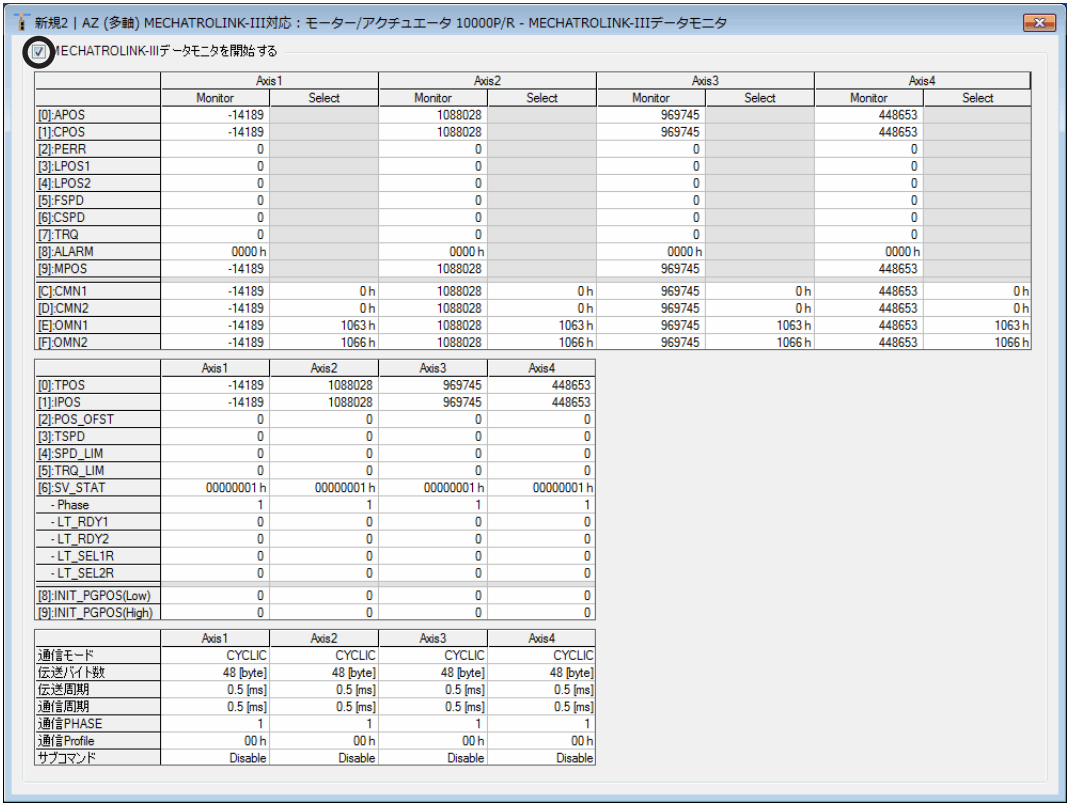 新規2 | AZ (多軸) MECHATROLINK-III対応：モーター/アクチュエータ 10000P/R - MECHATROLINK-IIIデータモニタ
MECHATROLINK-IIIデータモニタを開始する
Axis1 Axis2 Axis3 Axis4
Monitor Select Monitor Select Monitor Select Monitor Select
[0]:APOS -14189 1088028 969745 448653
[1]:CPOS -14189 1088028 969745 448653
[2]:PERR 0 0 0 0
[3]:LPOS1 0 0 0 0
[4]:LPOS2 0 0 0 0
[5]:FSPD 0 0 0 0
[6]:CSPD 0 0 0 0
[7]:TRQ 0 0 0 0
[8]:ALARM 0000 h 0000 h 0000 h 0000 h
[9]:MPOS -14189 1088028 969745 448653
[C]:CMN1 -14189 0 h 1088028 0 h 969745 0 h 448653 0 h
[D]:CMN2 -14189 0 h 1088028 0 h 969745 0 h 448653 0 h
[E]:OMN1 -14189 1063 h 1088028 1063 h 969745 1063 h 448653 1063 h
[F]:OMN2 -14189 1066 h 1088028 1066 h 969745 1066 h 448653 1066 h
Axis1 Axis2 Axis3 Axis4
[0]:TPOS -14189 1088028 969745 448653
[1]:IPOS -14189 1088028 969745 448653
[2]:POS_OFST 0 0 0 0
[3]:TSPD 0 0 0 0
[4]:SPD_LIM 0 0 0 0
[5]:TRQ_LIM 0 0 0 0
[6]:SV_STAT 00000001 h 00000001 h 00000001 h 00000001 h
- Phase 1 1 1 1
- LT_RDY1 0 0 0 0
- LT_RDY2 0 0 0 0
- LT_SEL1R 0 0 0 0
- LT_SEL2R 0 0 0 0
[8]:INIT_PGPOS(Low) 0 0 0 0
[9]:INIT_PGPOS(High) 0 0 0 0
Axis1 Axis2 Axis3 Axis4
通信モード CYCLIC CYCLIC CYCLIC CYCLIC
伝送バイト数 48 [byte] 48 [byte] 48 [byte] 48 [byte]
伝送周期 0.5 [ms] 0.5 [ms] 0.5 [ms] 0.5 [ms]
通信周期 0.5 [ms] 0.5 [ms] 0.5 [ms] 0.5 [ms]
通信PHASE 1 1 1 1
通信Profile 00 h 00 h 00 h 00 h
サブコマンド Disable Disable Disable Disable